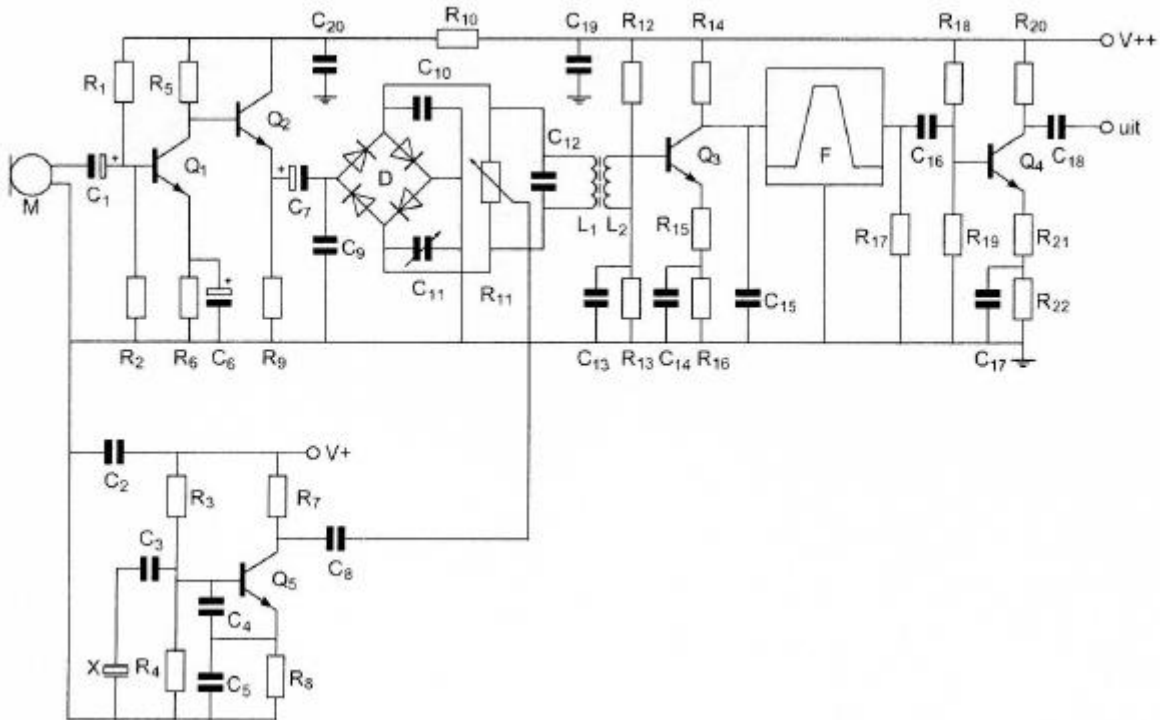 C20 R10 C19 R12 R14 R18 R20
V++
R1 R5 Q2 C10
C12 C16 C18 uit
M C1 Q1 C7 D Q3 F Q4
C9 L1 L2 R15 R17 R19 R21
C11 R11 C15 R22
R2 R6 C6 R9 C13 R13 C14 R16 C17
V+
C2 R3 R7
C3 C8
Q5
C4
X R4 C5 R8